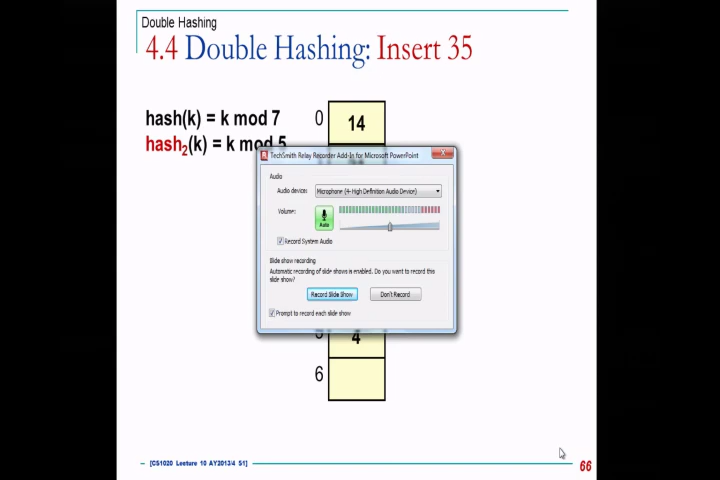 Double Hashing
4.4 Double Hashing: Insert 35
hash(k) = k mod 7
0
14
hash2(k) = k mod 5
TechSmith Relay Recorder Add-In for Microsoft PowerPoint
Audio
Audio device:
Microphone (4- High Definition Audio Device)
Volume:
Auto
Record System Audio
Slide show recording
Automatic recording of slide shows is enabled. Do you want to record this
slide show?
Record Slide Show
Don't Record
Prompt to record each slide show
4
6
[CS1020 Lecture 10 AY2013/4 S1]
66